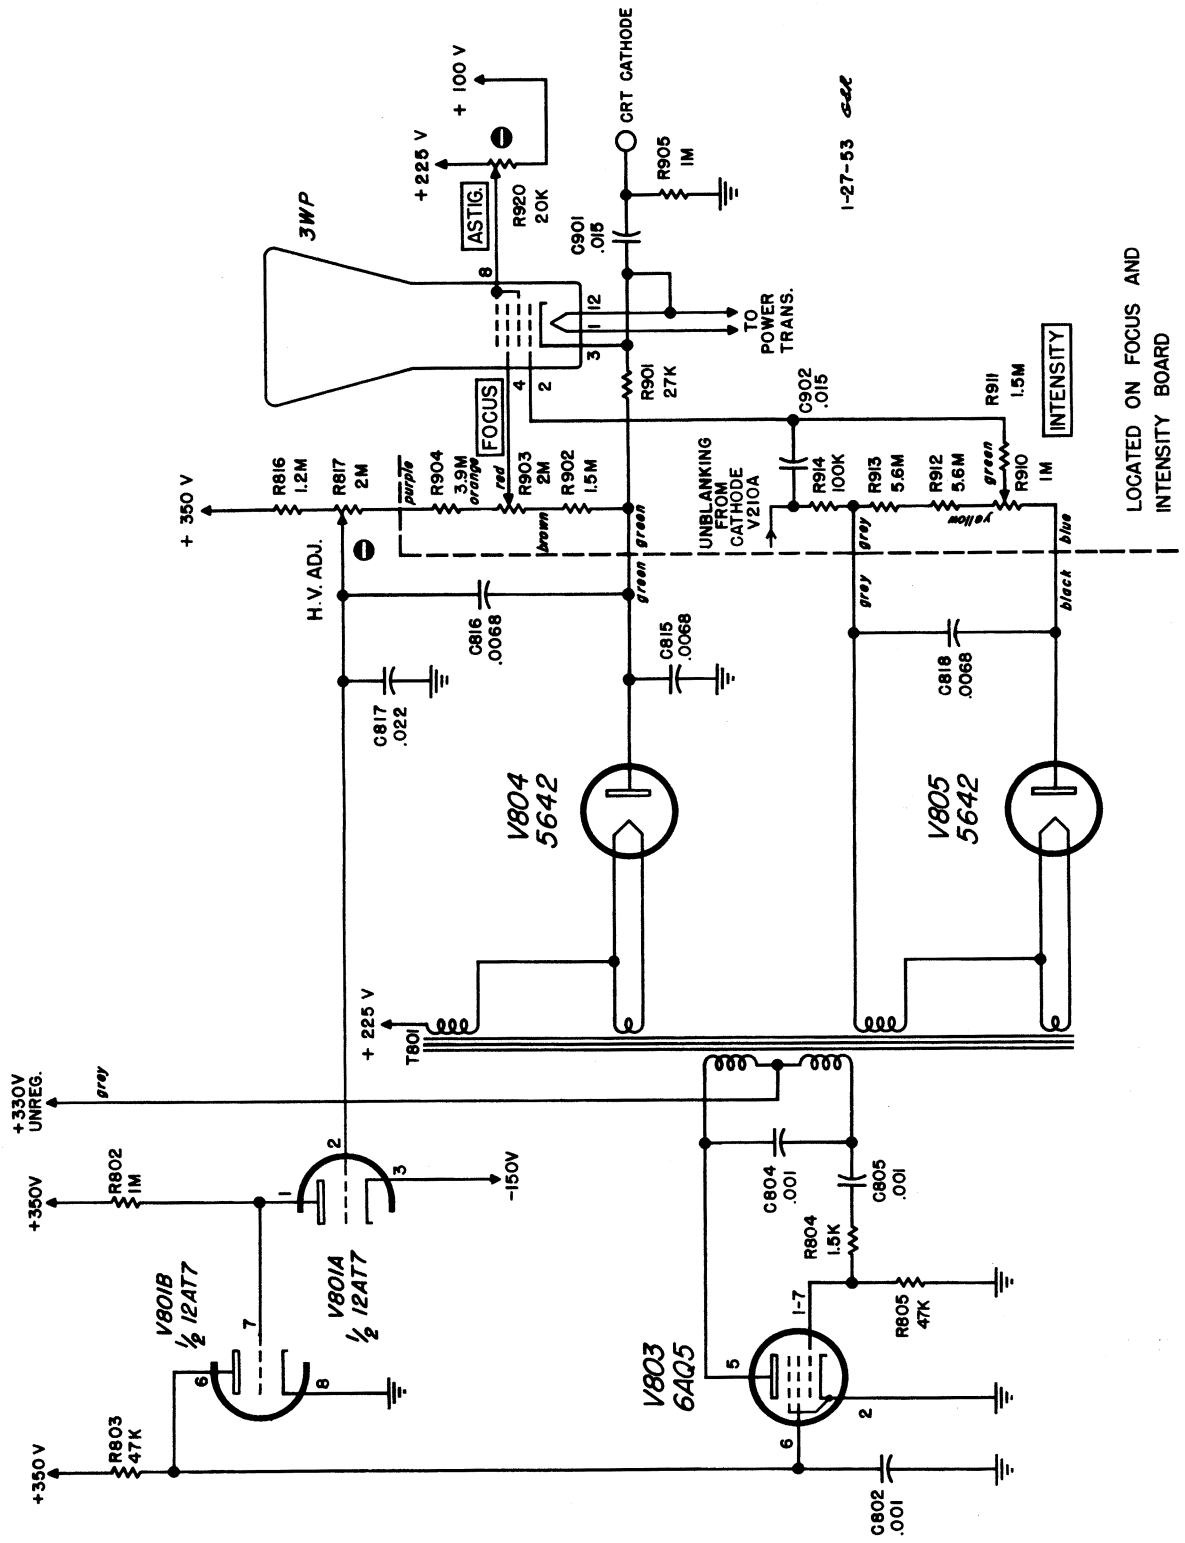 +350V
R803
47K
V801B
½ 12AT7
6
7
8
+350V
R802
1M
1
2
3
V801A
½ 12AT7
-150V
+330V
UNREG.
grey
V803
6AQ5
5
6
1-7
2
C802
.001
R805
47K
R804
1.5K
C805
.001
C804
.001
T801
+ 225 V
V804
5642
V805
5642
C817
.022
C816
.0068
C815
.0068
C818
.0068
H.V. ADJ.
+ 350 V
R816
1.2M
R817
2M
purple
R904
3.9M
orange
red
R903
2M
brown
R902
1.5M
green
green
FOCUS
3WP
4
2
3
1
12
8
ASTIG.
+225 V
+ 100 V
R920
20K
R901
27K
TO
POWER
TRANS.
C901
.015
CRT CATHODE
R905
1M
UNBLANKING
FROM
CATHODE
V210A
C902
.015
R914
100K
R913
5.6M
R912
5.6M
yellow
green
R910
1M
R911
1.5M
INTENSITY
grey
grey
blue
black
1-27-53
LOCATED ON FOCUS AND
INTENSITY BOARD